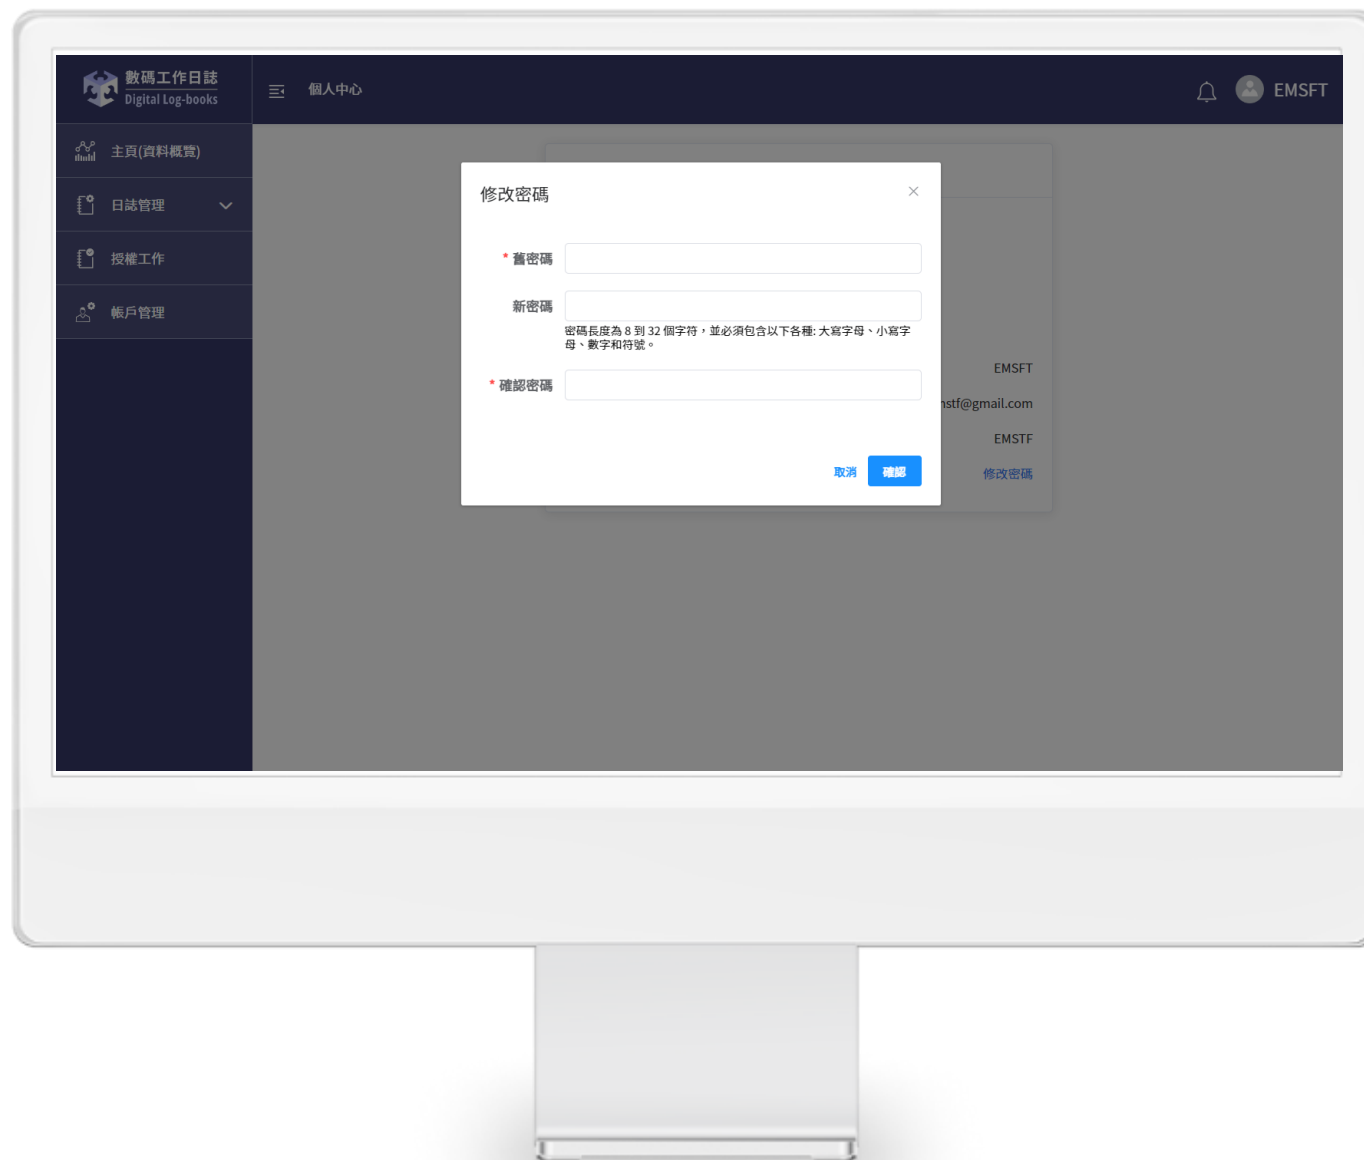 數碼工作日誌
Digital Log-books
個人中心
EMSFT
主頁(資料概覽)
日誌管理
授權工作
帳戶管理
修改密碼
* 舊密碼
新密碼
密碼長度為 8 到 32 個字符，並必須包含以下各種: 大寫字母、小寫字
母、數字和符號。
* 確認密碼
取消
確認
EMSFT
@gmail.com
EMSTF
修改密碼